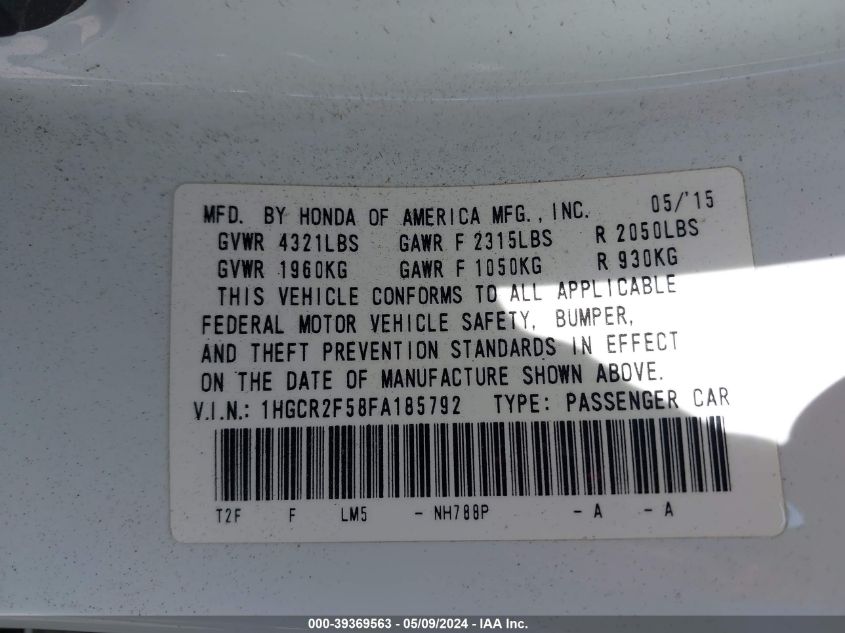 MFD. BY HONDA OF AMERICA MFG., INC. 05/'15
GVWR 4321LBS GAWR F 2315LBS R 2050LBS
GVWR 1960KG GAWR F 1050KG R 930KG
THIS VEHICLE CONFORMS TO ALL APPLICABLE
FEDERAL MOTOR VEHICLE SAFETY, BUMPER,
AND THEFT PREVENTION STANDARDS IN EFFECT
ON THE DATE OF MANUFACTURE SHOWN ABOVE.
V.I.N.: 1HGCR2F58FA185792 TYPE: PASSENGER CAR
T2F F LM5 - NH788P - A - A
000-39369563 - 05/09/2024 - IAA Inc.